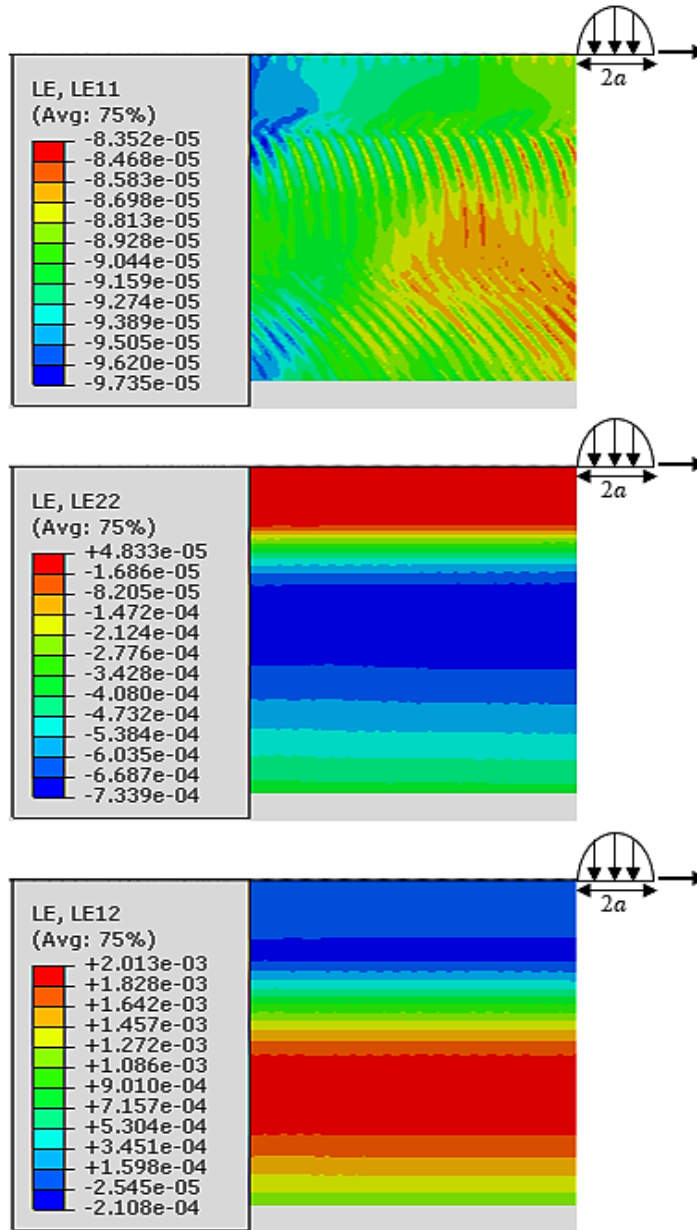 2a
LE, LE11
(Avg: 75%)
-8.352e-05
-8.468e-05
-8.583e-05
-8.698e-05
-8.813e-05
-8.928e-05
-9.044e-05
-9.159e-05
-9.274e-05
-9.389e-05
-9.505e-05
-9.620e-05
-9.735e-05
2a
LE, LE22
(Avg: 75%)
+4.833e-05
-1.686e-05
-8.205e-05
-1.472e-04
-2.124e-04
-2.776e-04
-3.428e-04
-4.080e-04
-4.732e-04
-5.384e-04
-6.035e-04
-6.687e-04
-7.339e-04
2a
LE, LE12
(Avg: 75%)
+2.013e-03
+1.828e-03
+1.642e-03
+1.457e-03
+1.272e-03
+1.086e-03
+9.010e-04
+7.157e-04
+5.304e-04
+3.451e-04
+1.598e-04
-2.545e-05
-2.108e-04